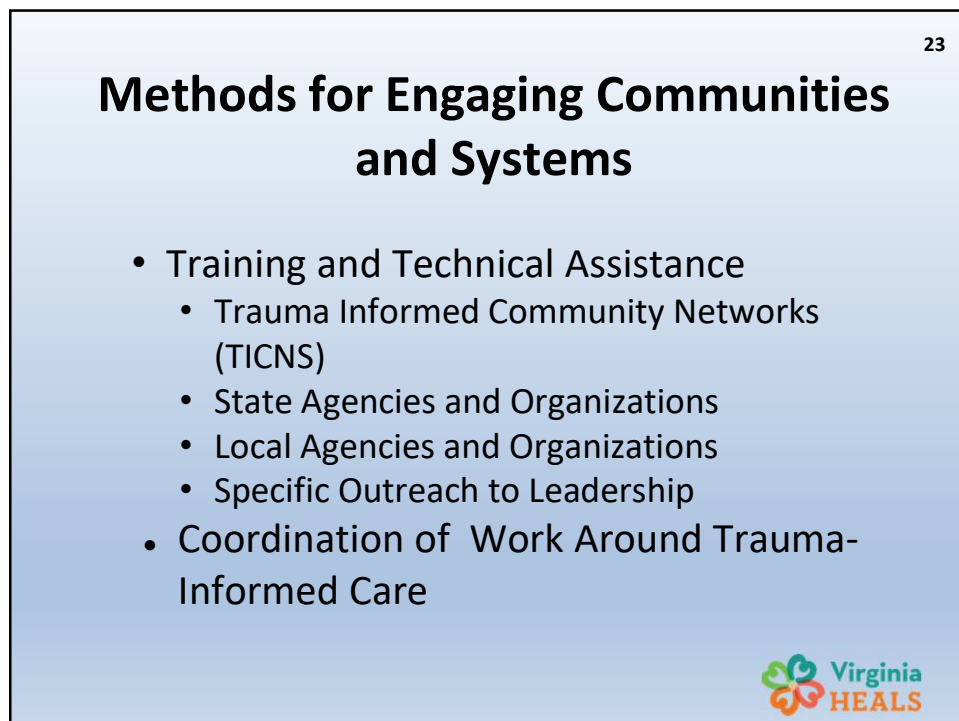 23
Methods for Engaging Communities
and Systems
• Training and Technical Assistance
• Trauma Informed Community Networks
(TICNS)
• State Agencies and Organizations
• Local Agencies and Organizations
• Specific Outreach to Leadership
• Coordination of  Work Around Trauma-
Informed Care
Virginia
HEALS